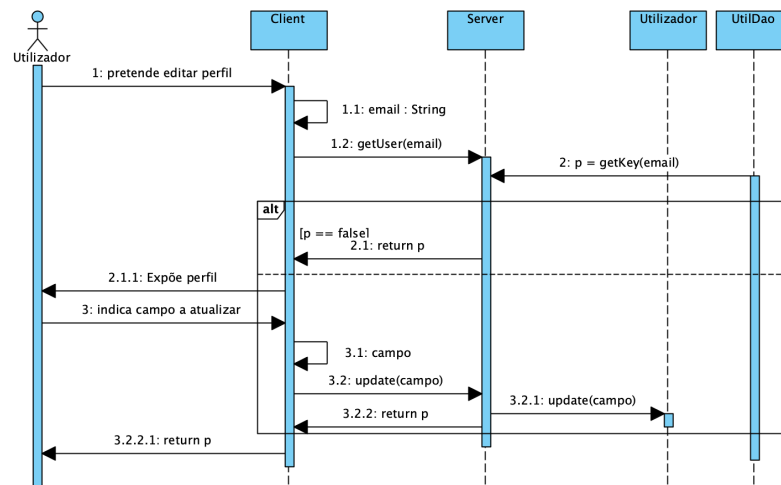 Client
Server
Utilizador
UtilDao
Utilizador
1: pretende editar perfil
1.1: email : String
1.2: getUser(email)
2: p = getKey(email)
alt
[p == false]
2.1: return p
2.1.1: Expõe perfil
3: indica campo a atualizar
3.1: campo
3.2: update(campo)
3.2.1: update(campo)
3.2.2: return p
3.2.2.1: return p